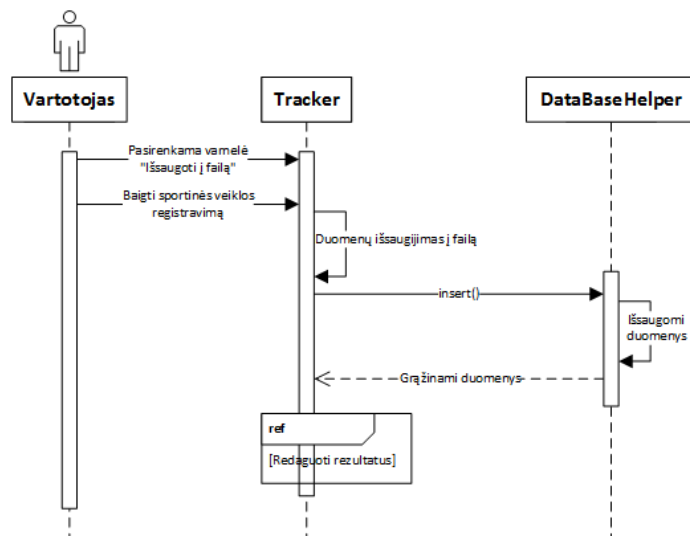 Vartotojas
Tracker
DataBaseHelper
Pasirenkama varnelė
"Išsaugoti į failą"
Baigti sportinės veiklos
registravimą
Duomenų išsaugijimas į failą
insert()
Išsaugomi
duomenys
Grąžinami duomenys
ref
[Redaguoti rezultatus]